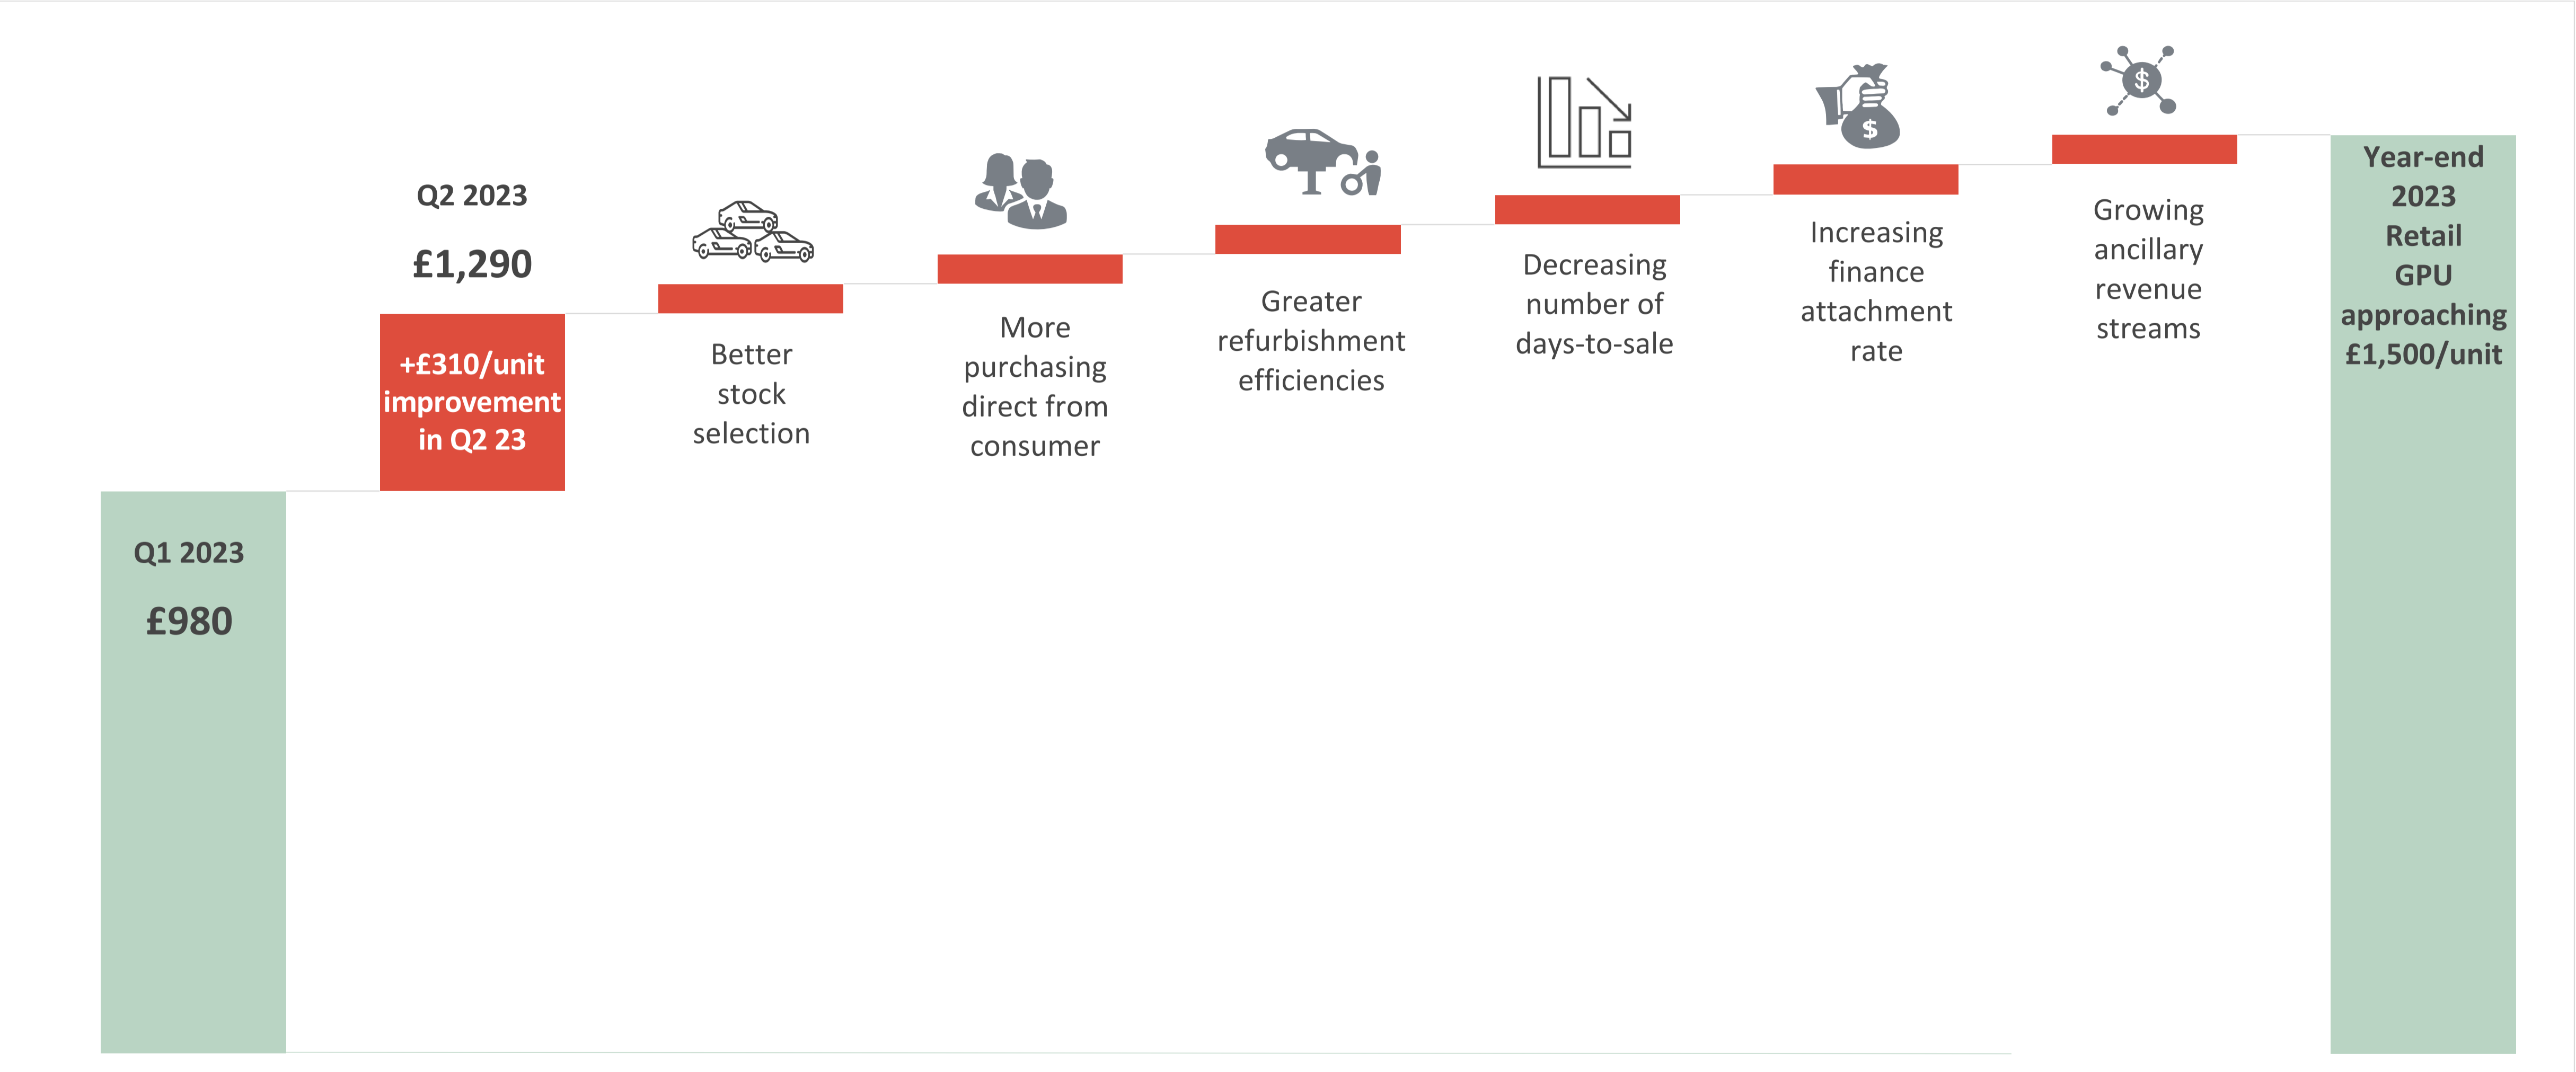 Q1 2023
£980
Q2 2023
£1,290
+£310/unit
improvement
in Q2 23
Better
stock
selection
More
purchasing
direct from
consumer
Greater
refurbishment
efficiencies
Decreasing
number of
days-to-sale
$
Increasing
finance
attachment
rate
$
Growing
ancillary
revenue
streams
Year-end
2023
Retail
GPU
approaching
£1,500/unit